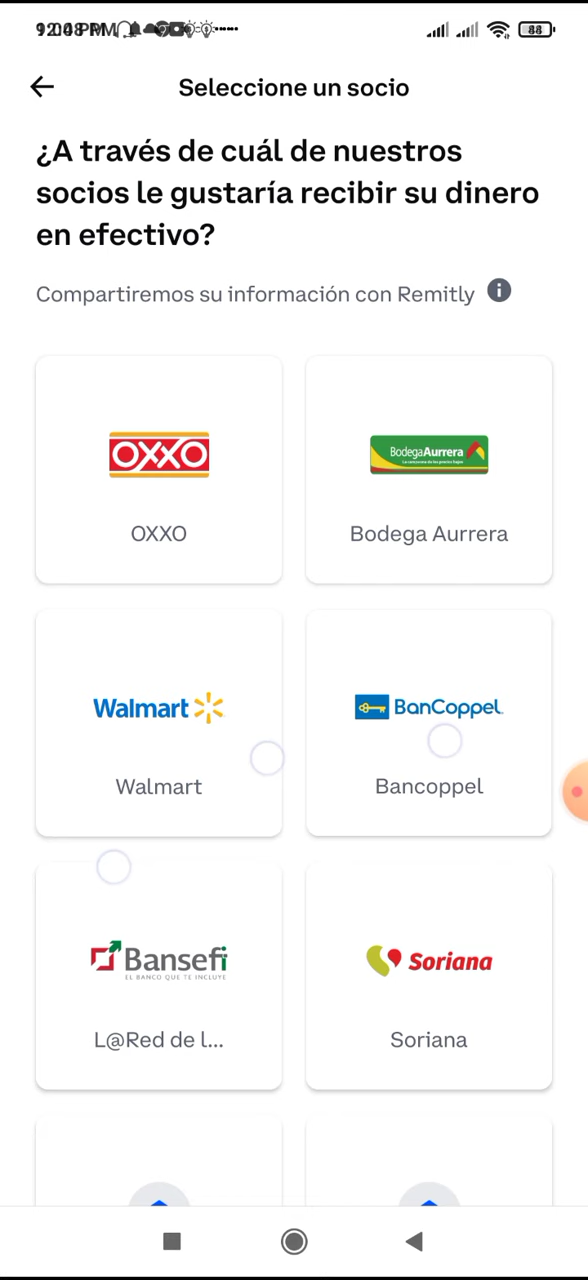 Seleccione un socio
¿A través de cuál de nuestros
socios le gustaría recibir su dinero
en efectivo?
Compartiremos su información con Remitly
OXXO
OXXO
Bodega Aurrera
Bodega Aurrera
Walmart
Walmart
BanCoppel
Bancoppel
Bansefi
EL BANCO QUE TE INCLUYE
L@Red de l...
Soriana
Soriana